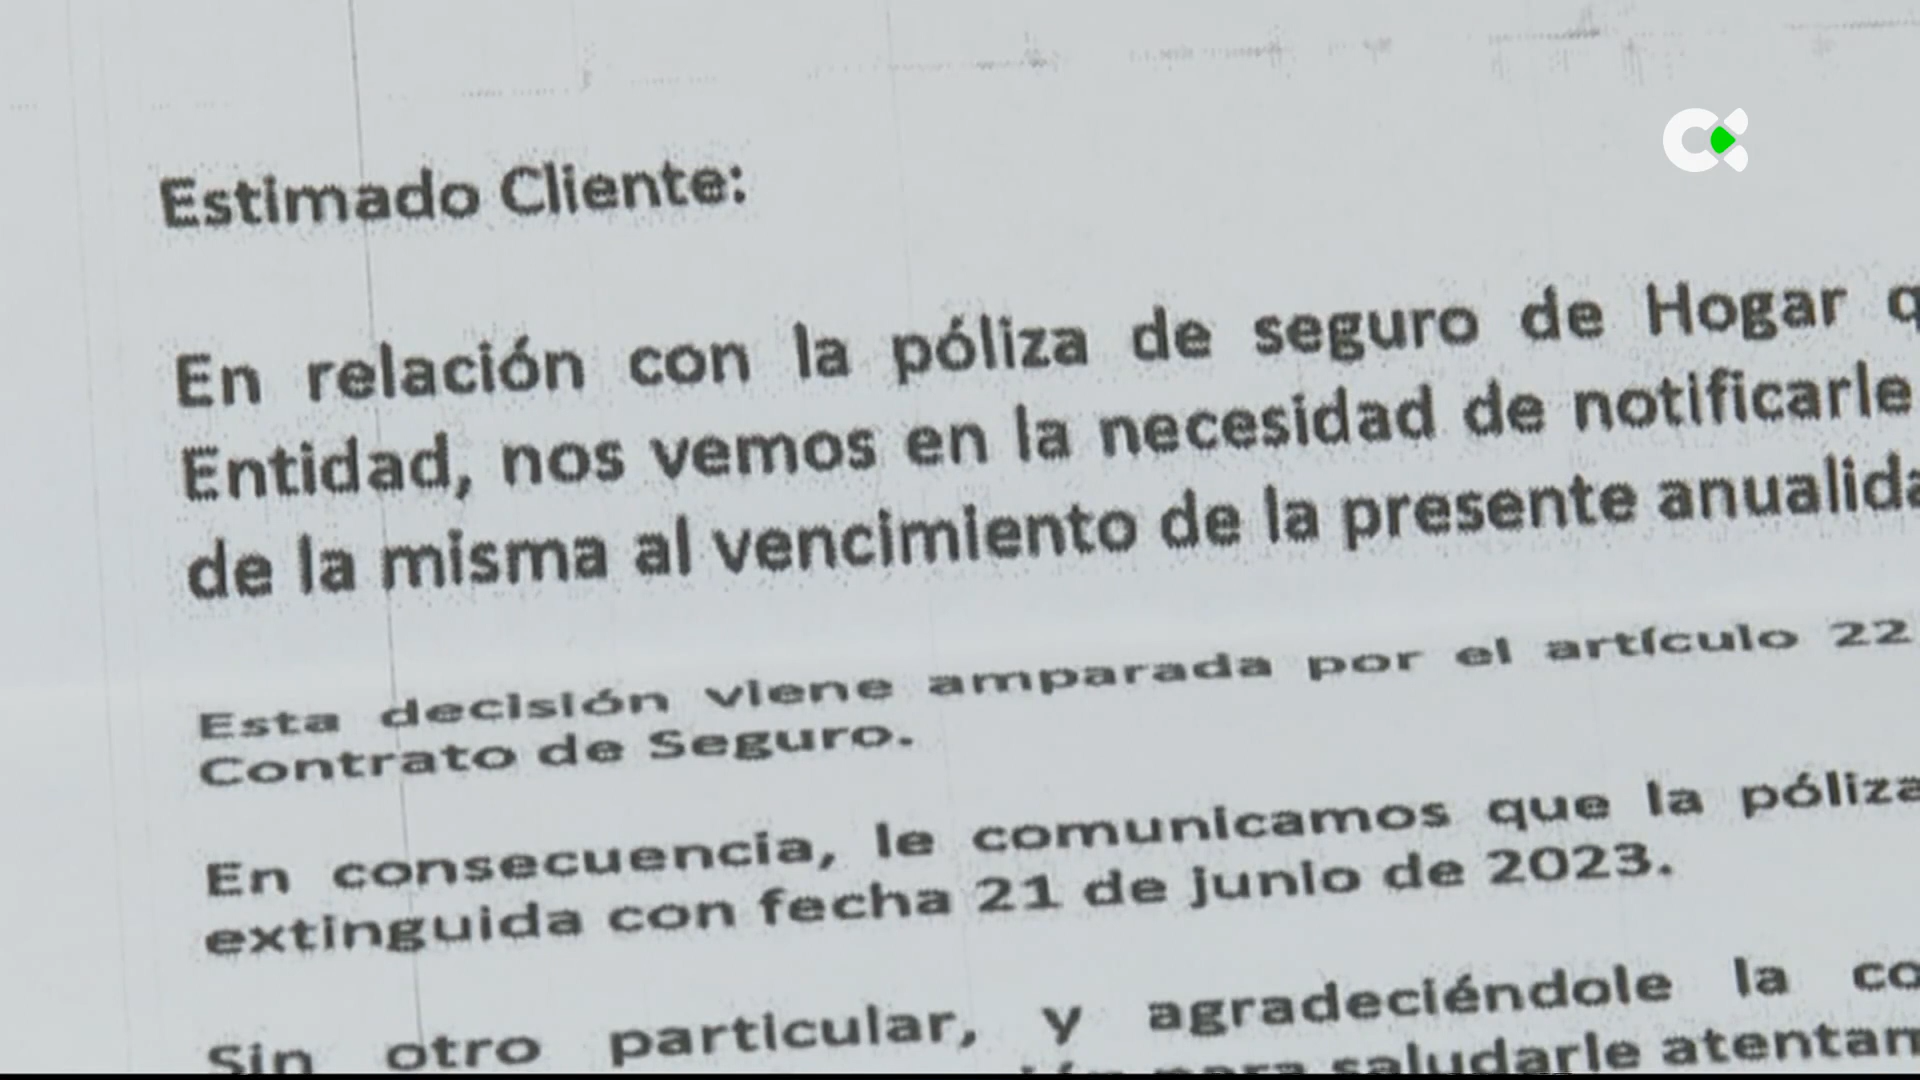 Estimado Cliente:
En relación con la póliza de seguro de Hogar
Entidad, nos vemos en la necesidad de notificarle
de la misma al vencimiento de la presente
Esta decisión viene amparada por el artículo 22
Contrato de Seguro.
En consecuencia, le comunicamos que la póliza
extinguida con fecha 21 de junio de 2023.
Sin otro particular, y agradeciéndole la
para saludarle